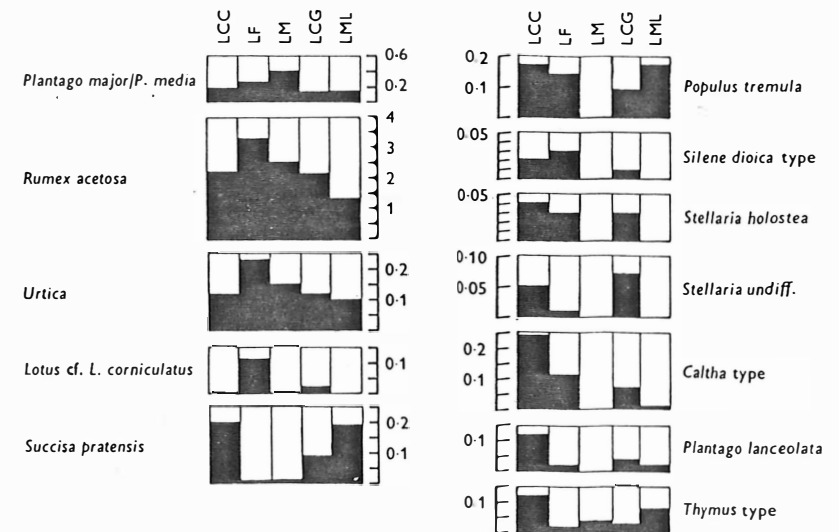 LCC LF LM LCG LML
Plantago major/P. media
0·6
0·2
Rumex acetosa
4
3
2
1
Urtica
0·2
0·1
Lotus cf. L. corniculatus
0·1
Succisa pratensis
0·2
0·1
LCC LF LM LCG LML
0·2
0·1
Populus tremula
0·05
Silene dioica type
0·05
Stellaria holostea
0·10
0·05
Stellaria undiff.
0·2
0·1
Caltha type
0·1
Plantago lanceolata
0·1
Thymus type